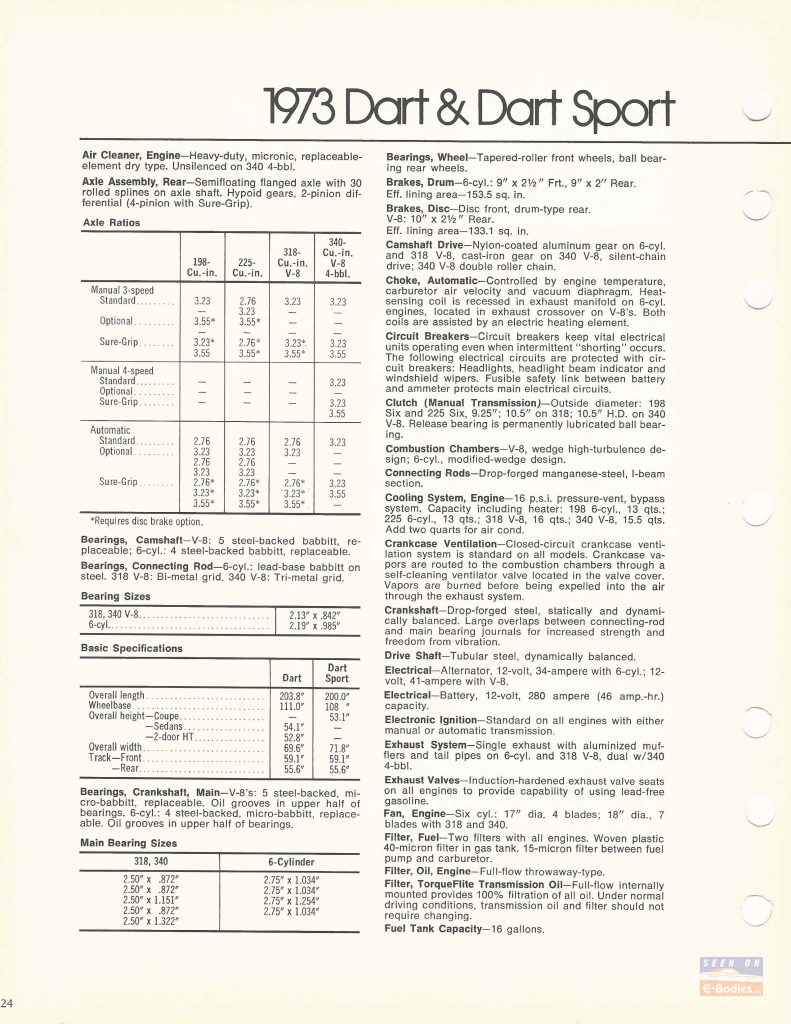 1973 Dart & Dart Sport
Air Cleaner, Engine—Heavy-duty, micronic, replaceable-
element dry type. Unsilenced on 340 4-bbl.
Axle Assembly, Rear—Semifloating flanged axle with 30
rolled splines on axle shaft. Hypoid gears, 2-pinion dif-
ferential (4-pinion with Sure-Grip).
Axle Ratios
198-Cu.-in. 225-Cu.-in. 318-Cu.-in. V-8 340-Cu.-in. V-8 4-bbl.
Manual 3-speed
Standard......... 3.23 2.76 3.23 3.23
— 3.23 — —
Optional......... 3.55* 3.55* — —
— — — —
Sure-Grip........ 3.23* 2.76* 3.23* 3.23
3.55 3.55* 3.55* 3.55
Manual 4-speed
Standard......... — — — 3.23
Optional......... — — — —
Sure-Grip........ — — — 3.23
3.55
Automatic
Standard......... 2.76 2.76 2.76 3.23
Optional......... 3.23 3.23 3.23 —
2.76 2.76 — —
3.23 3.23 — —
Sure-Grip........ 2.76* 2.76* 2.76* 3.23
3.23* 3.23* 3.23* 3.55
3.55* 3.55* 3.55* —
*Requires disc brake option.
Bearings, Camshaft—V-8: 5 steel-backed babbitt, re-
placeable; 6-cyl.: 4 steel-backed babbitt, replaceable.
Bearings, Connecting Rod—6-cyl.: lead-base babbitt on
steel. 318 V-8: Bi-metal grid. 340 V-8: Tri-metal grid.
Bearing Sizes
318, 340 V-8............................ 2.13″ x .842″
6-cyl................................... 2.19″ x .985″
Basic Specifications
Dart Dart Sport
Overall length........................ 203.8″ 200.0″
Wheelbase............................. 111.0″ 108 ″
Overall height—Coupe.................. — 53.1″
—Sedans................. 54.1″ —
—2-door HT.............. 52.8″ —
Overall width......................... 69.6″ 71.8″
Track—Front........................... 59.1″ 59.1″
—Rear............................ 55.6″ 55.6″
Bearings, Crankshaft, Main—V-8's: 5 steel-backed, mi-
cro-babbitt, replaceable. Oil grooves in upper half of
bearings. 6-cyl.: 4 steel-backed, micro-babbitt, replace-
able. Oil grooves in upper half of bearings.
Main Bearing Sizes
318, 340 6-Cylinder
2.50″ x .872″ 2.75″ x 1.034″
2.50″ x .872″ 2.75″ x 1.034″
2.50″ x 1.151″ 2.75″ x 1.254″
2.50″ x .872″ 2.75″ x 1.034″
2.50″ x 1.322″
Bearings, Wheel—Tapered-roller front wheels, ball bear-
ing rear wheels.
Brakes, Drum—6-cyl.: 9″ x 2½″ Frt., 9″ x 2″ Rear.
Eff. lining area—153.5 sq. in.
Brakes, Disc—Disc front, drum-type rear.
V-8: 10″ x 2½″ Rear.
Eff. lining area—133.1 sq. in.
Camshaft Drive—Nylon-coated aluminum gear on 6-cyl.
and 318 V-8, cast-iron gear on 340 V-8, silent-chain
drive; 340 V-8 double roller chain.
Choke, Automatic—Controlled by engine temperature,
carburetor air velocity and vacuum diaphragm. Heat-
sensing coil is recessed in exhaust manifold on 6-cyl.
engines, located in exhaust crossover on V-8's. Both
coils are assisted by an electric heating element.
Circuit Breakers—Circuit breakers keep vital electrical
units operating even when intermittent "shorting" occurs.
The following electrical circuits are protected with cir-
cuit breakers: Headlights, headlight beam indicator and
windshield wipers. Fusible safety link between battery
and ammeter protects main electrical circuits.
Clutch (Manual Transmission)—Outside diameter: 198
Six and 225 Six, 9.25″; 10.5″ on 318; 10.5″ H.D. on 340
V-8. Release bearing is permanently lubricated ball bear-
ing.
Combustion Chambers—V-8, wedge high-turbulence de-
sign; 6-cyl., modified-wedge design.
Connecting Rods—Drop-forged manganese-steel, I-beam
section.
Cooling System, Engine—16 p.s.i. pressure-vent, bypass
system. Capacity including heater: 198 6-cyl., 13 qts.;
225 6-cyl., 13 qts.; 318 V-8, 16 qts.; 340 V-8, 15.5 qts.
Add two quarts for air cond.
Crankcase Ventilation—Closed-circuit crankcase venti-
lation system is standard on all models. Crankcase va-
pors are routed to the combustion chambers through a
self-cleaning ventilator valve located in the valve cover.
Vapors are burned before being expelled into the air
through the exhaust system.
Crankshaft—Drop-forged steel, statically and dynami-
cally balanced. Large overlaps between connecting-rod
and main bearing journals for increased strength and
freedom from vibration.
Drive Shaft—Tubular steel, dynamically balanced.
Electrical—Alternator, 12-volt, 34-ampere with 6-cyl.; 12-
volt, 41-ampere with V-8.
Electrical—Battery, 12-volt, 280 ampere (46 amp.-hr.)
capacity.
Electronic Ignition—Standard on all engines with either
manual or automatic transmission.
Exhaust System—Single exhaust with aluminized muf-
flers and tail pipes on 6-cyl. and 318 V-8, dual w/340
4-bbl.
Exhaust Valves—Induction-hardened exhaust valve seats
on all engines to provide capability of using lead-free
gasoline.
Fan, Engine—Six cyl.: 17″ dia. 4 blades; 18″ dia., 7
blades with 318 and 340.
Filter, Fuel—Two filters with all engines. Woven plastic
40-micron filter in gas tank. 15-micron filter between fuel
pump and carburetor.
Filter, Oil, Engine—Full-flow throwaway-type.
Filter, TorqueFlite Transmission Oil—Full-flow internally
mounted provides 100% filtration of all oil. Under normal
driving conditions, transmission oil and filter should not
require changing.
Fuel Tank Capacity—16 gallons.
24
SEEN ON
E-Bodies